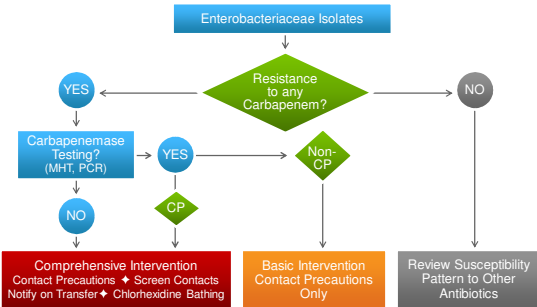 Enterobacteriaceae Isolates
Resistance
to any
Carbapenem?
YES
NO
Carbapenemase
Testing?
(MHT, PCR)
YES
Non-
CP
CP
NO
Comprehensive Intervention
Contact Precautions ✦ Screen Contacts
Notify on Transfer✦ Chlorhexidine Bathing
Basic Intervention
Contact Precautions
Only
Review Susceptibility
Pattern to Other
Antibiotics